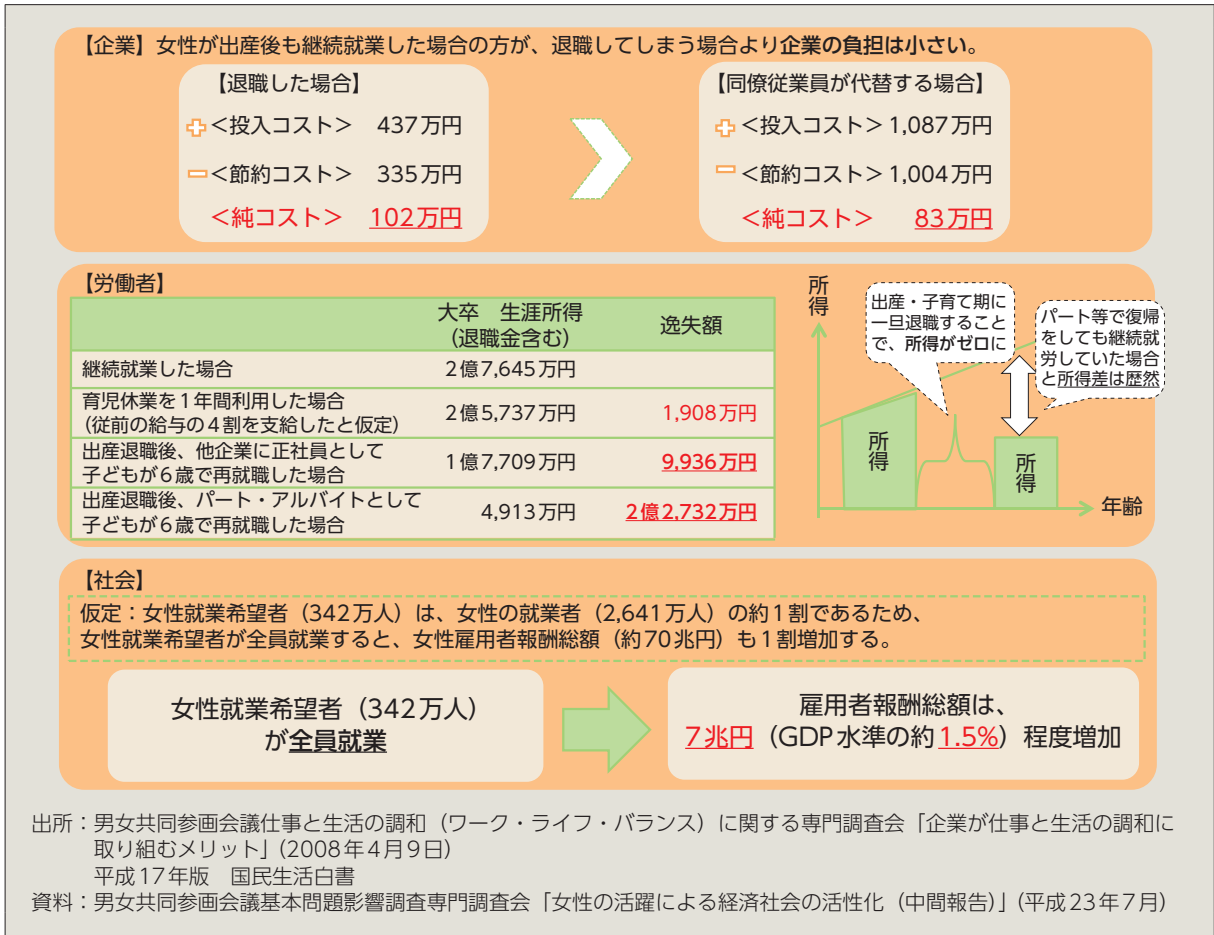 【企業】女性が出産後も継続就業した場合の方が、退職してしまう場合より企業の負担は小さい。
【退職した場合】
＜投入コスト＞ 437万円
＜節約コスト＞ 335万円
＜純コスト＞ 102万円
【同僚従業員が代替する場合】
＜投入コスト＞1,087万円
＜節約コスト＞1,004万円
＜純コスト＞ 83万円
【労働者】
大卒　生涯所得
（退職金含む）
逸失額
継続就業した場合 2億7,645万円
育児休業を1年間利用した場合
（従前の給与の4割を支給したと仮定）
2億5,737万円 1,908万円
出産退職後、他企業に正社員として
子どもが6歳で再就職した場合
1億7,709万円 9,936万円
出産退職後、パート・アルバイトとして
子どもが6歳で再就職した場合
4,913万円 2億2,732万円
所得
出産・子育て期に
一旦退職すること
で、所得がゼロに
パート等で復帰
をしても継続就
労していた場合
と所得差は歴然
所得
所得
年齢
【社会】
仮定：女性就業希望者（342万人）は、女性の就業者（2,641万人）の約1割であるため、
女性就業希望者が全員就業すると、女性雇用者報酬総額（約70兆円）も1割増加する。
女性就業希望者（342万人）
が全員就業
雇用者報酬総額は、
7兆円（GDP水準の約1.5%）程度増加
出所：男女共同参画会議仕事と生活の調和（ワーク・ライフ・バランス）に関する専門調査会「企業が仕事と生活の調和に
取り組むメリット」（2008年4月9日）
平成17年版　国民生活白書
資料：男女共同参画会議基本問題影響調査専門調査会「女性の活躍による経済社会の活性化（中間報告）」（平成23年7月）